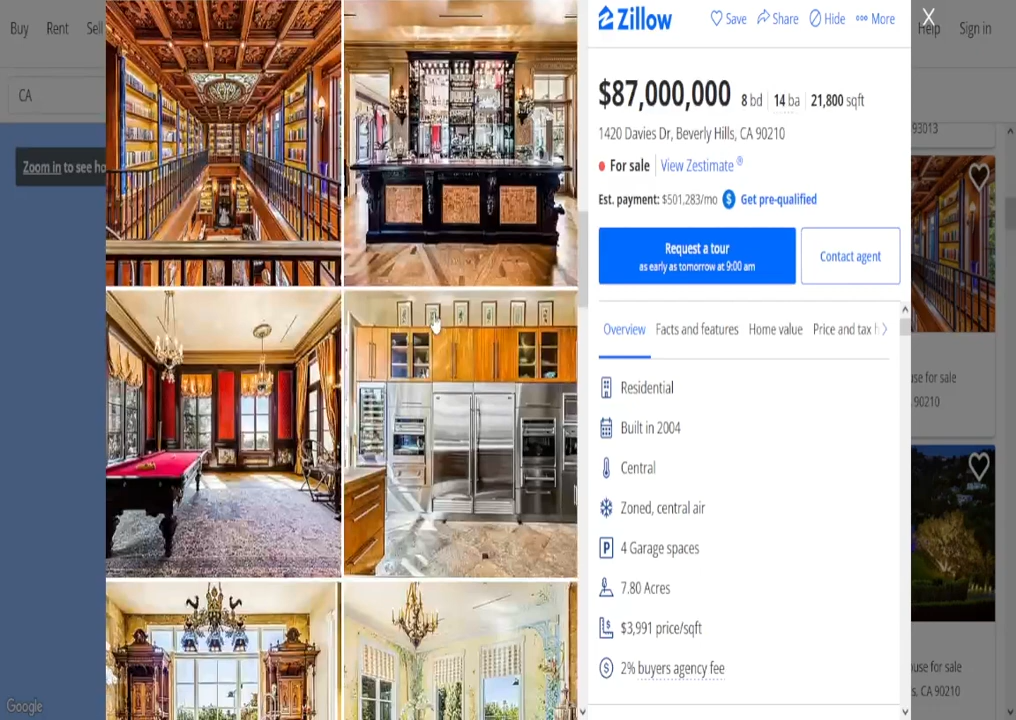 Buy Rent Sell
CA
Zoom in to see ho
Google
Zillow
Save Share Hide More
Help Sign in
$87,000,000 8 bd 14 ba 21,800 sqft
1420 Davies Dr, Beverly Hills, CA 90210
For sale View Zestimate
Est. payment: $501,283/mo $ Get pre-qualified
Request a tour
as early as tomorrow at 9:00 am
Contact agent
Overview Facts and features Home value Price and tax h
Residential
Built in 2004
Central
Zoned, central air
P 4 Garage spaces
7.80 Acres
$3,991 price/sqft
2% buyers agency fee
93013
use for sale
90210
use for sale
s, CA 90210